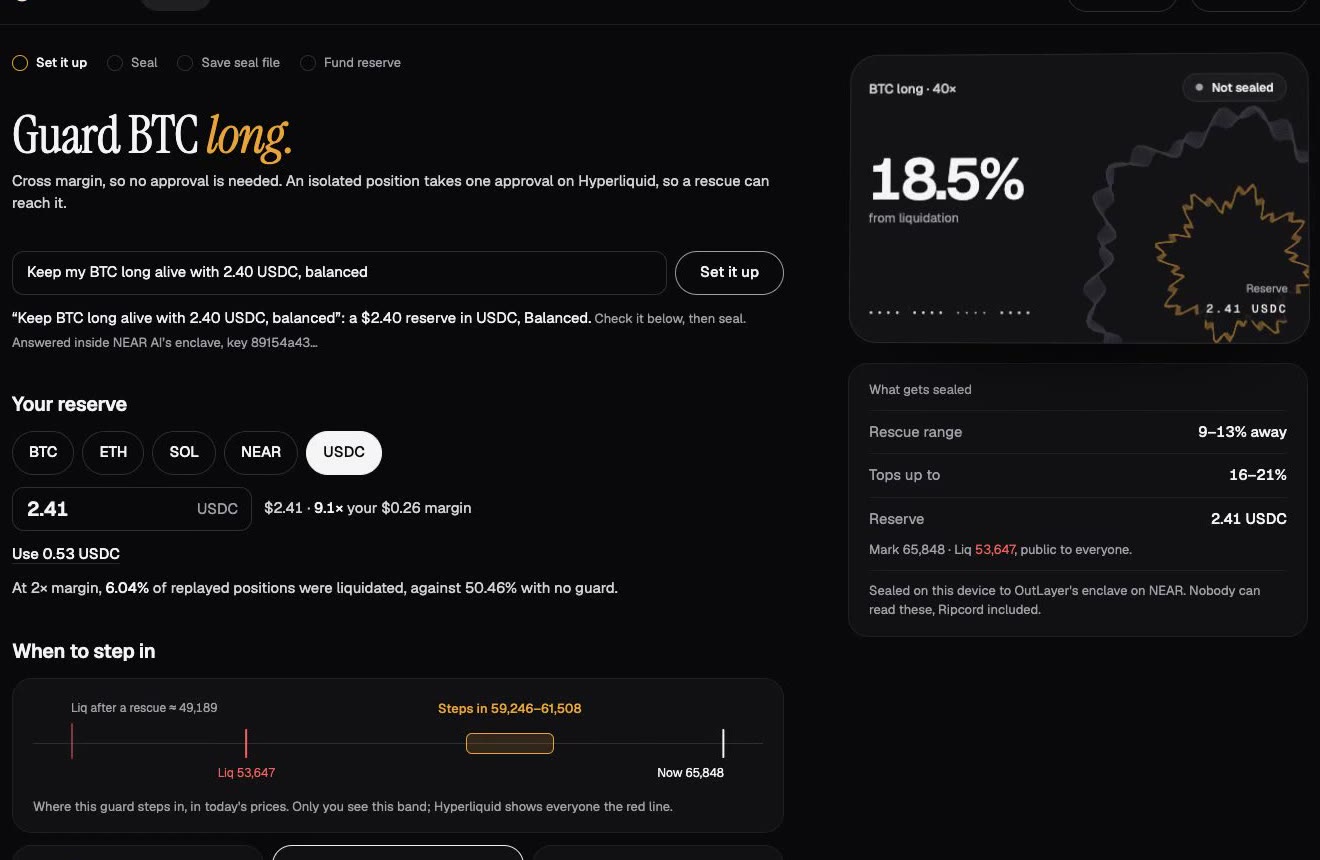 Set it up
Seal
Save seal file
Fund reserve
Guard BTC long.
Cross margin, so no approval is needed. An isolated position takes one approval on Hyperliquid, so a rescue can
reach it.
Keep my BTC long alive with 2.40 USDC, balanced
Set it up
“Keep BTC long alive with 2.40 USDC, balanced”: a $2.40 reserve in USDC, Balanced. Check it below, then seal.
Answered inside NEAR AI’s enclave, key 89154a43…
Your reserve
BTC
ETH
SOL
NEAR
USDC
2.41 USDC
$2.41 · 9.1× your $0.26 margin
Use 0.53 USDC
At 2× margin, 6.04% of replayed positions were liquidated, against 50.46% with no guard.
When to step in
Liq after a rescue ≈ 49,189
Steps in 59,246–61,508
Liq 53,647
Now 65,848
Where this guard steps in, in today's prices. Only you see this band; Hyperliquid shows everyone the red line.
BTC long · 40×
Not sealed
18.5%
from liquidation
Reserve
•••• •••• •••• ••••
2.41 USDC
What gets sealed
Rescue range
9–13% away
Tops up to
16–21%
Reserve
2.41 USDC
Mark 65,848 · Liq 53,647, public to everyone.
Sealed on this device to OutLayer's enclave on NEAR. Nobody can
read these, Ripcord included.